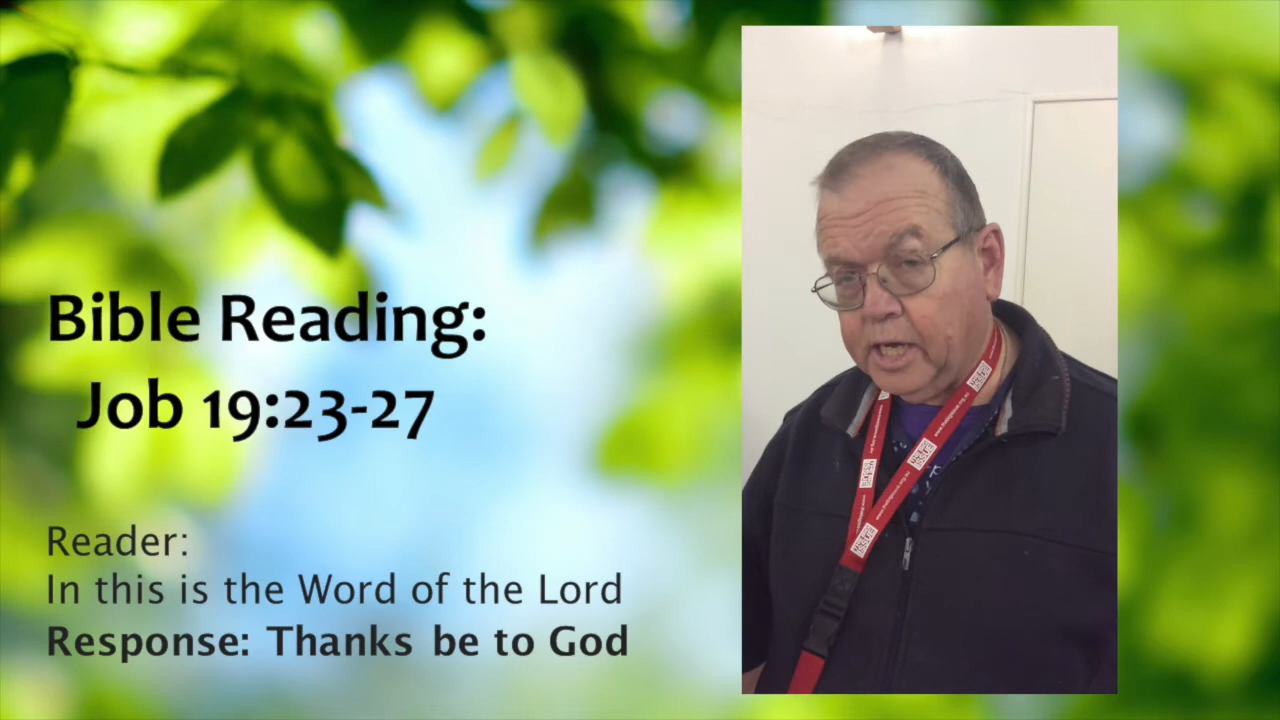 Bible Reading:
Job 19:23-27
Reader:
In this is the Word of the Lord
Response: Thanks be to God